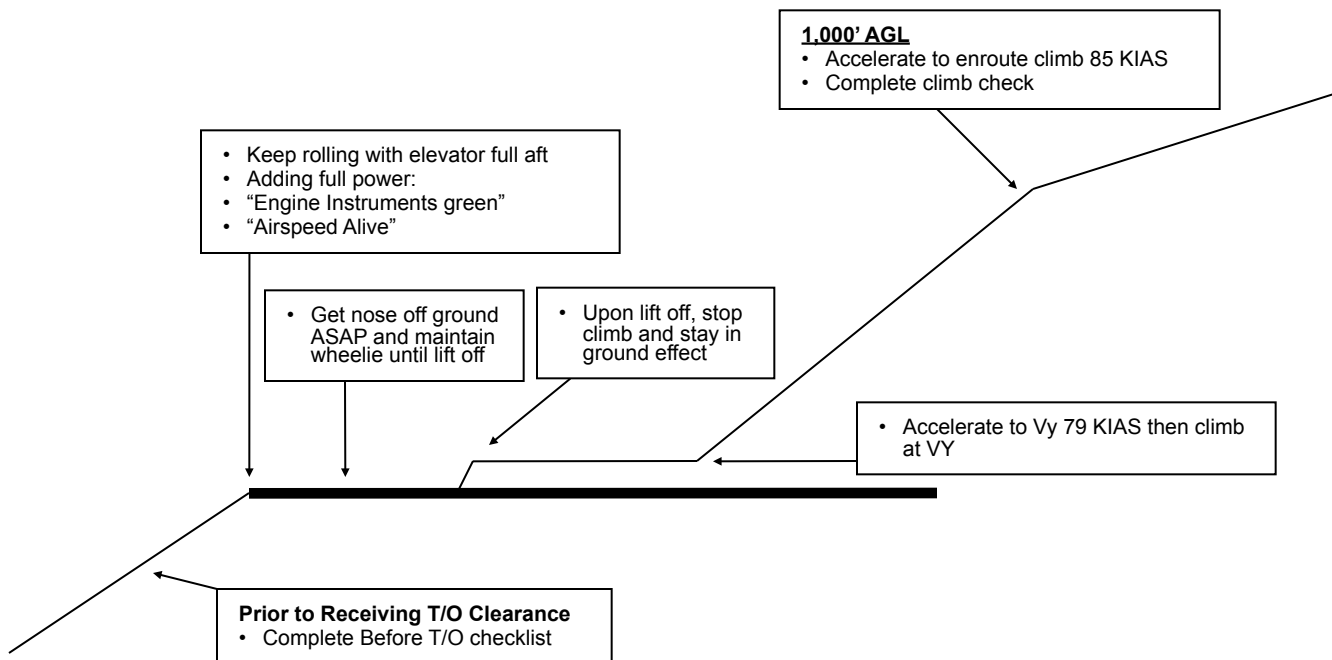 1,000’ AGL
• Accelerate to enroute climb 85 KIAS
• Complete climb check
• Keep rolling with elevator full aft
• Adding full power:
• “Engine Instruments green”
• “Airspeed Alive”
• Get nose off ground
ASAP and maintain
wheelie until lift off
• Upon lift off, stop
climb and stay in
ground effect
• Accelerate to Vy 79 KIAS then climb
at VY
Prior to Receiving T/O Clearance
• Complete Before T/O checklist